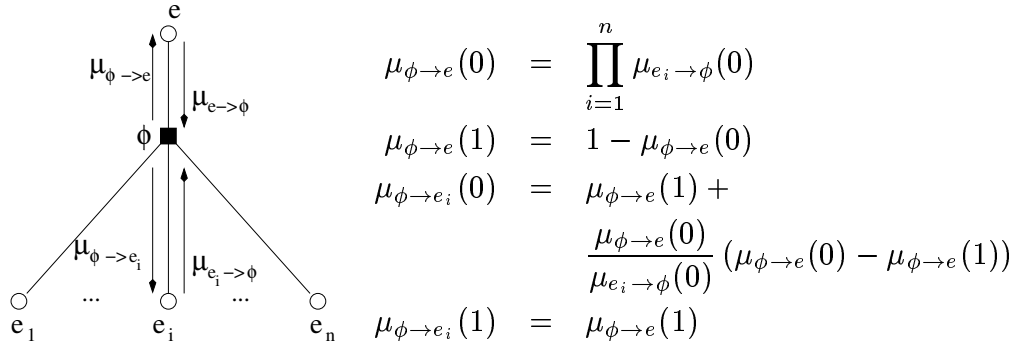 e
μ_{ϕ->e}
μ_{e->ϕ}
ϕ
μ_{ϕ->e_i}
μ_{e_i->ϕ}
... ...
e_1 e_i e_n
μ_{ϕ→e}(0) = ∏_{i=1}^{n} μ_{e_i→ϕ}(0)
μ_{ϕ→e}(1) = 1 − μ_{ϕ→e}(0)
μ_{ϕ→e_i}(0) = μ_{ϕ→e}(1) +
\frac{μ_{ϕ→e}(0)}{μ_{e_i→ϕ}(0)} (μ_{ϕ→e}(0) − μ_{ϕ→e}(1))
μ_{ϕ→e_i}(1) = μ_{ϕ→e}(1)